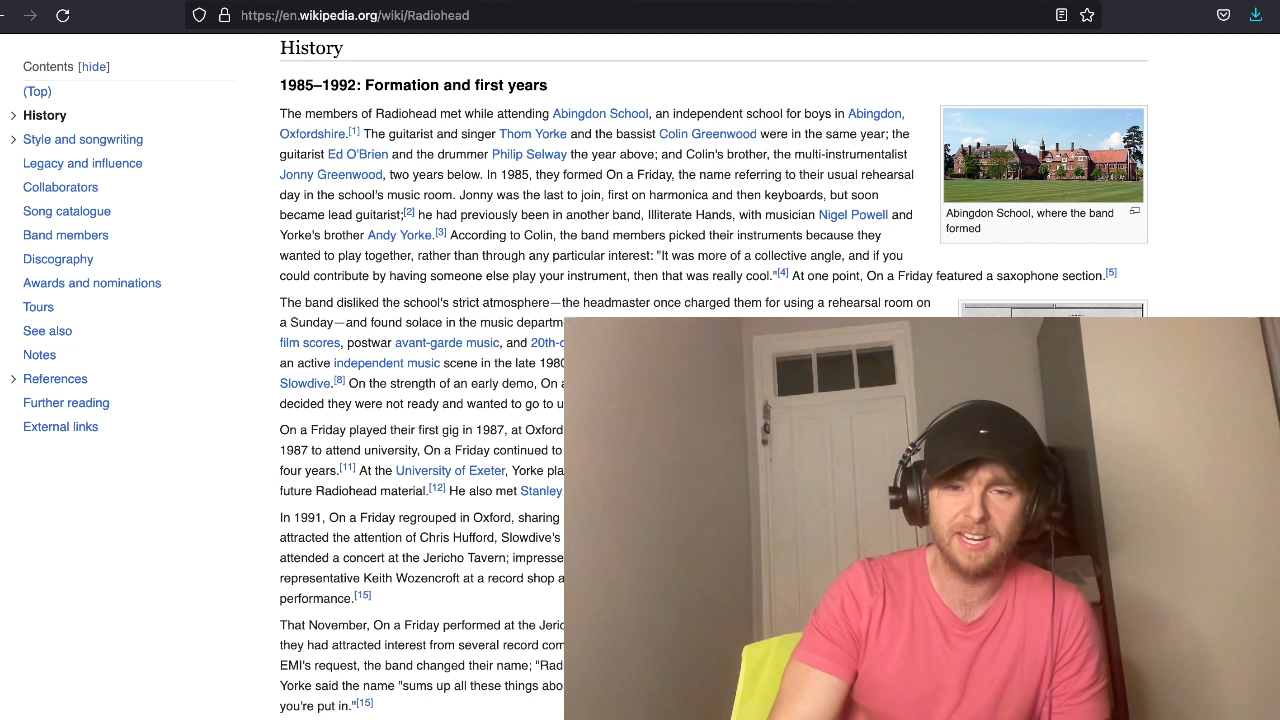 https://en.wikipedia.org/wiki/Radiohead
Contents [hide]
(Top)
History
Style and songwriting
Legacy and influence
Collaborators
Song catalogue
Band members
Discography
Awards and nominations
Tours
See also
Notes
References
Further reading
External links
History
1985–1992: Formation and first years
The members of Radiohead met while attending Abingdon School, an independent school for boys in Abingdon,
Oxfordshire.[1] The guitarist and singer Thom Yorke and the bassist Colin Greenwood were in the same year; the
guitarist Ed O'Brien and the drummer Philip Selway the year above; and Colin's brother, the multi-instrumentalist
Jonny Greenwood, two years below. In 1985, they formed On a Friday, the name referring to their usual rehearsal
day in the school's music room. Jonny was the last to join, first on harmonica and then keyboards, but soon
became lead guitarist;[2] he had previously been in another band, Illiterate Hands, with musician Nigel Powell and
Yorke's brother Andy Yorke.[3] According to Colin, the band members picked their instruments because they
wanted to play together, rather than through any particular interest: "It was more of a collective angle, and if you
could contribute by having someone else play your instrument, then that was really cool."[4] At one point, On a Friday featured a saxophone section.[5]
Abingdon School, where the band
formed
The band disliked the school's strict atmosphere—the headmaster once charged them for using a rehearsal room on
a Sunday—and found solace in the music departm
film scores, postwar avant-garde music, and 20th-c
an active independent music scene in the late 1980
Slowdive.[8] On the strength of an early demo, On a
decided they were not ready and wanted to go to u
On a Friday played their first gig in 1987, at Oxford
1987 to attend university, On a Friday continued to
four years.[11] At the University of Exeter, Yorke pla
future Radiohead material.[12] He also met Stanley
In 1991, On a Friday regrouped in Oxford, sharing
attracted the attention of Chris Hufford, Slowdive's
attended a concert at the Jericho Tavern; impresse
representative Keith Wozencroft at a record shop a
performance.[15]
That November, On a Friday performed at the Jeric
they had attracted interest from several record com
EMI's request, the band changed their name; "Rad
Yorke said the name "sums up all these things abo
you're put in."[15]